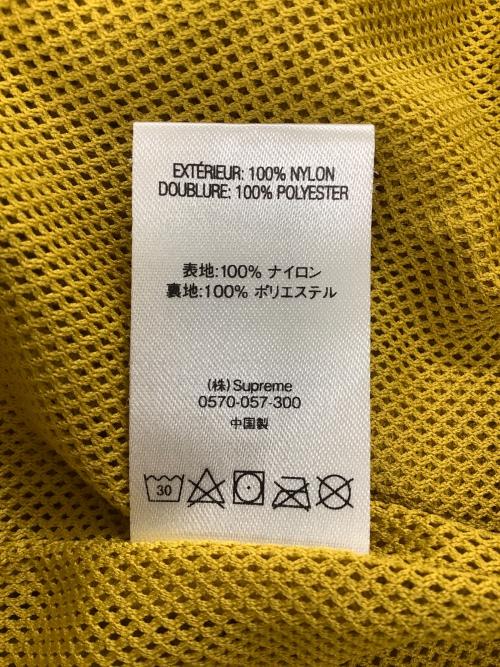 EXTÉRIEUR: 100% NYLON
DOUBLURE: 100% POLYESTER
表地:100% ナイロン
裏地:100% ポリエステル
(株)Supreme
0570-057-300
中国製
30